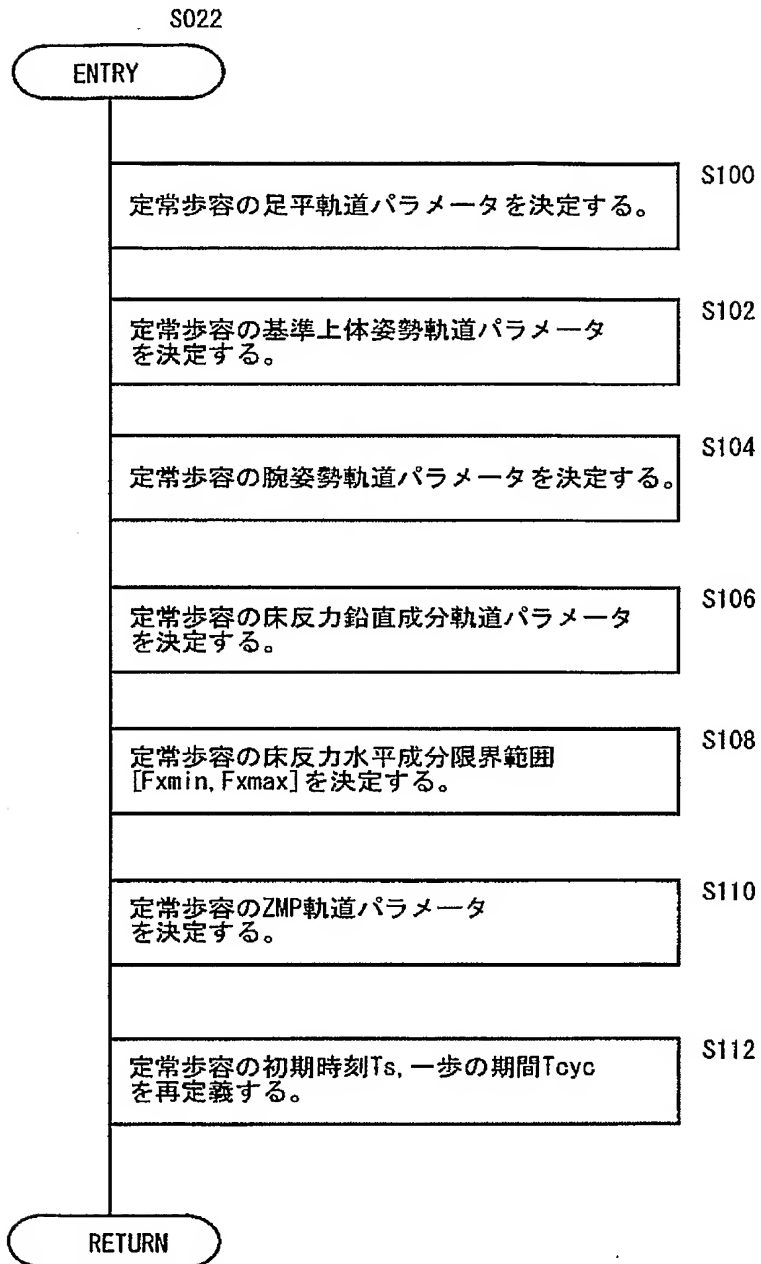 S022
ENTRY
S100
定常歩容の足平軌道パラメータを決定する。
S102
定常歩容の基準上体姿勢軌道パラメータ
を決定する。
S104
定常歩容の腕姿勢軌道パラメータを決定する。
S106
定常歩容の床反力鉛直成分軌道パラメータ
を決定する。
S108
定常歩容の床反力水平成分限界範囲
[Fxmin, Fxmax]を決定する。
S110
定常歩容のZMP軌道パラメータ
を決定する。
S112
定常歩容の初期時刻Ts, 一歩の期間Tcyc
を再定義する。
RETURN